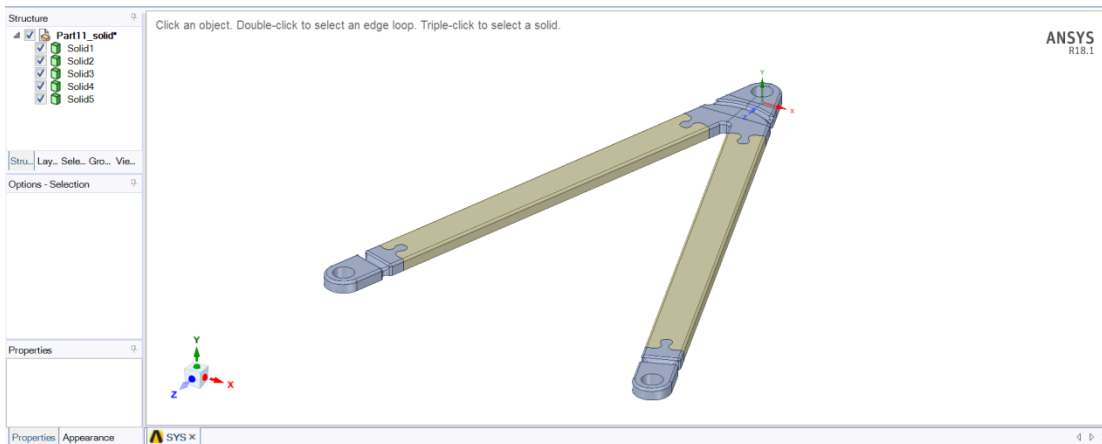 Structure
Part11_solid*
Solid1
Solid2
Solid3
Solid4
Solid5
Stru... Lay... Sele... Gro... Vie...
Options - Selection
Properties
Properties Appearance
Click an object. Double-click to select an edge loop. Triple-click to select a solid.
ANSYS
R18.1
Y
X
Z
Y
X
Z
SYS